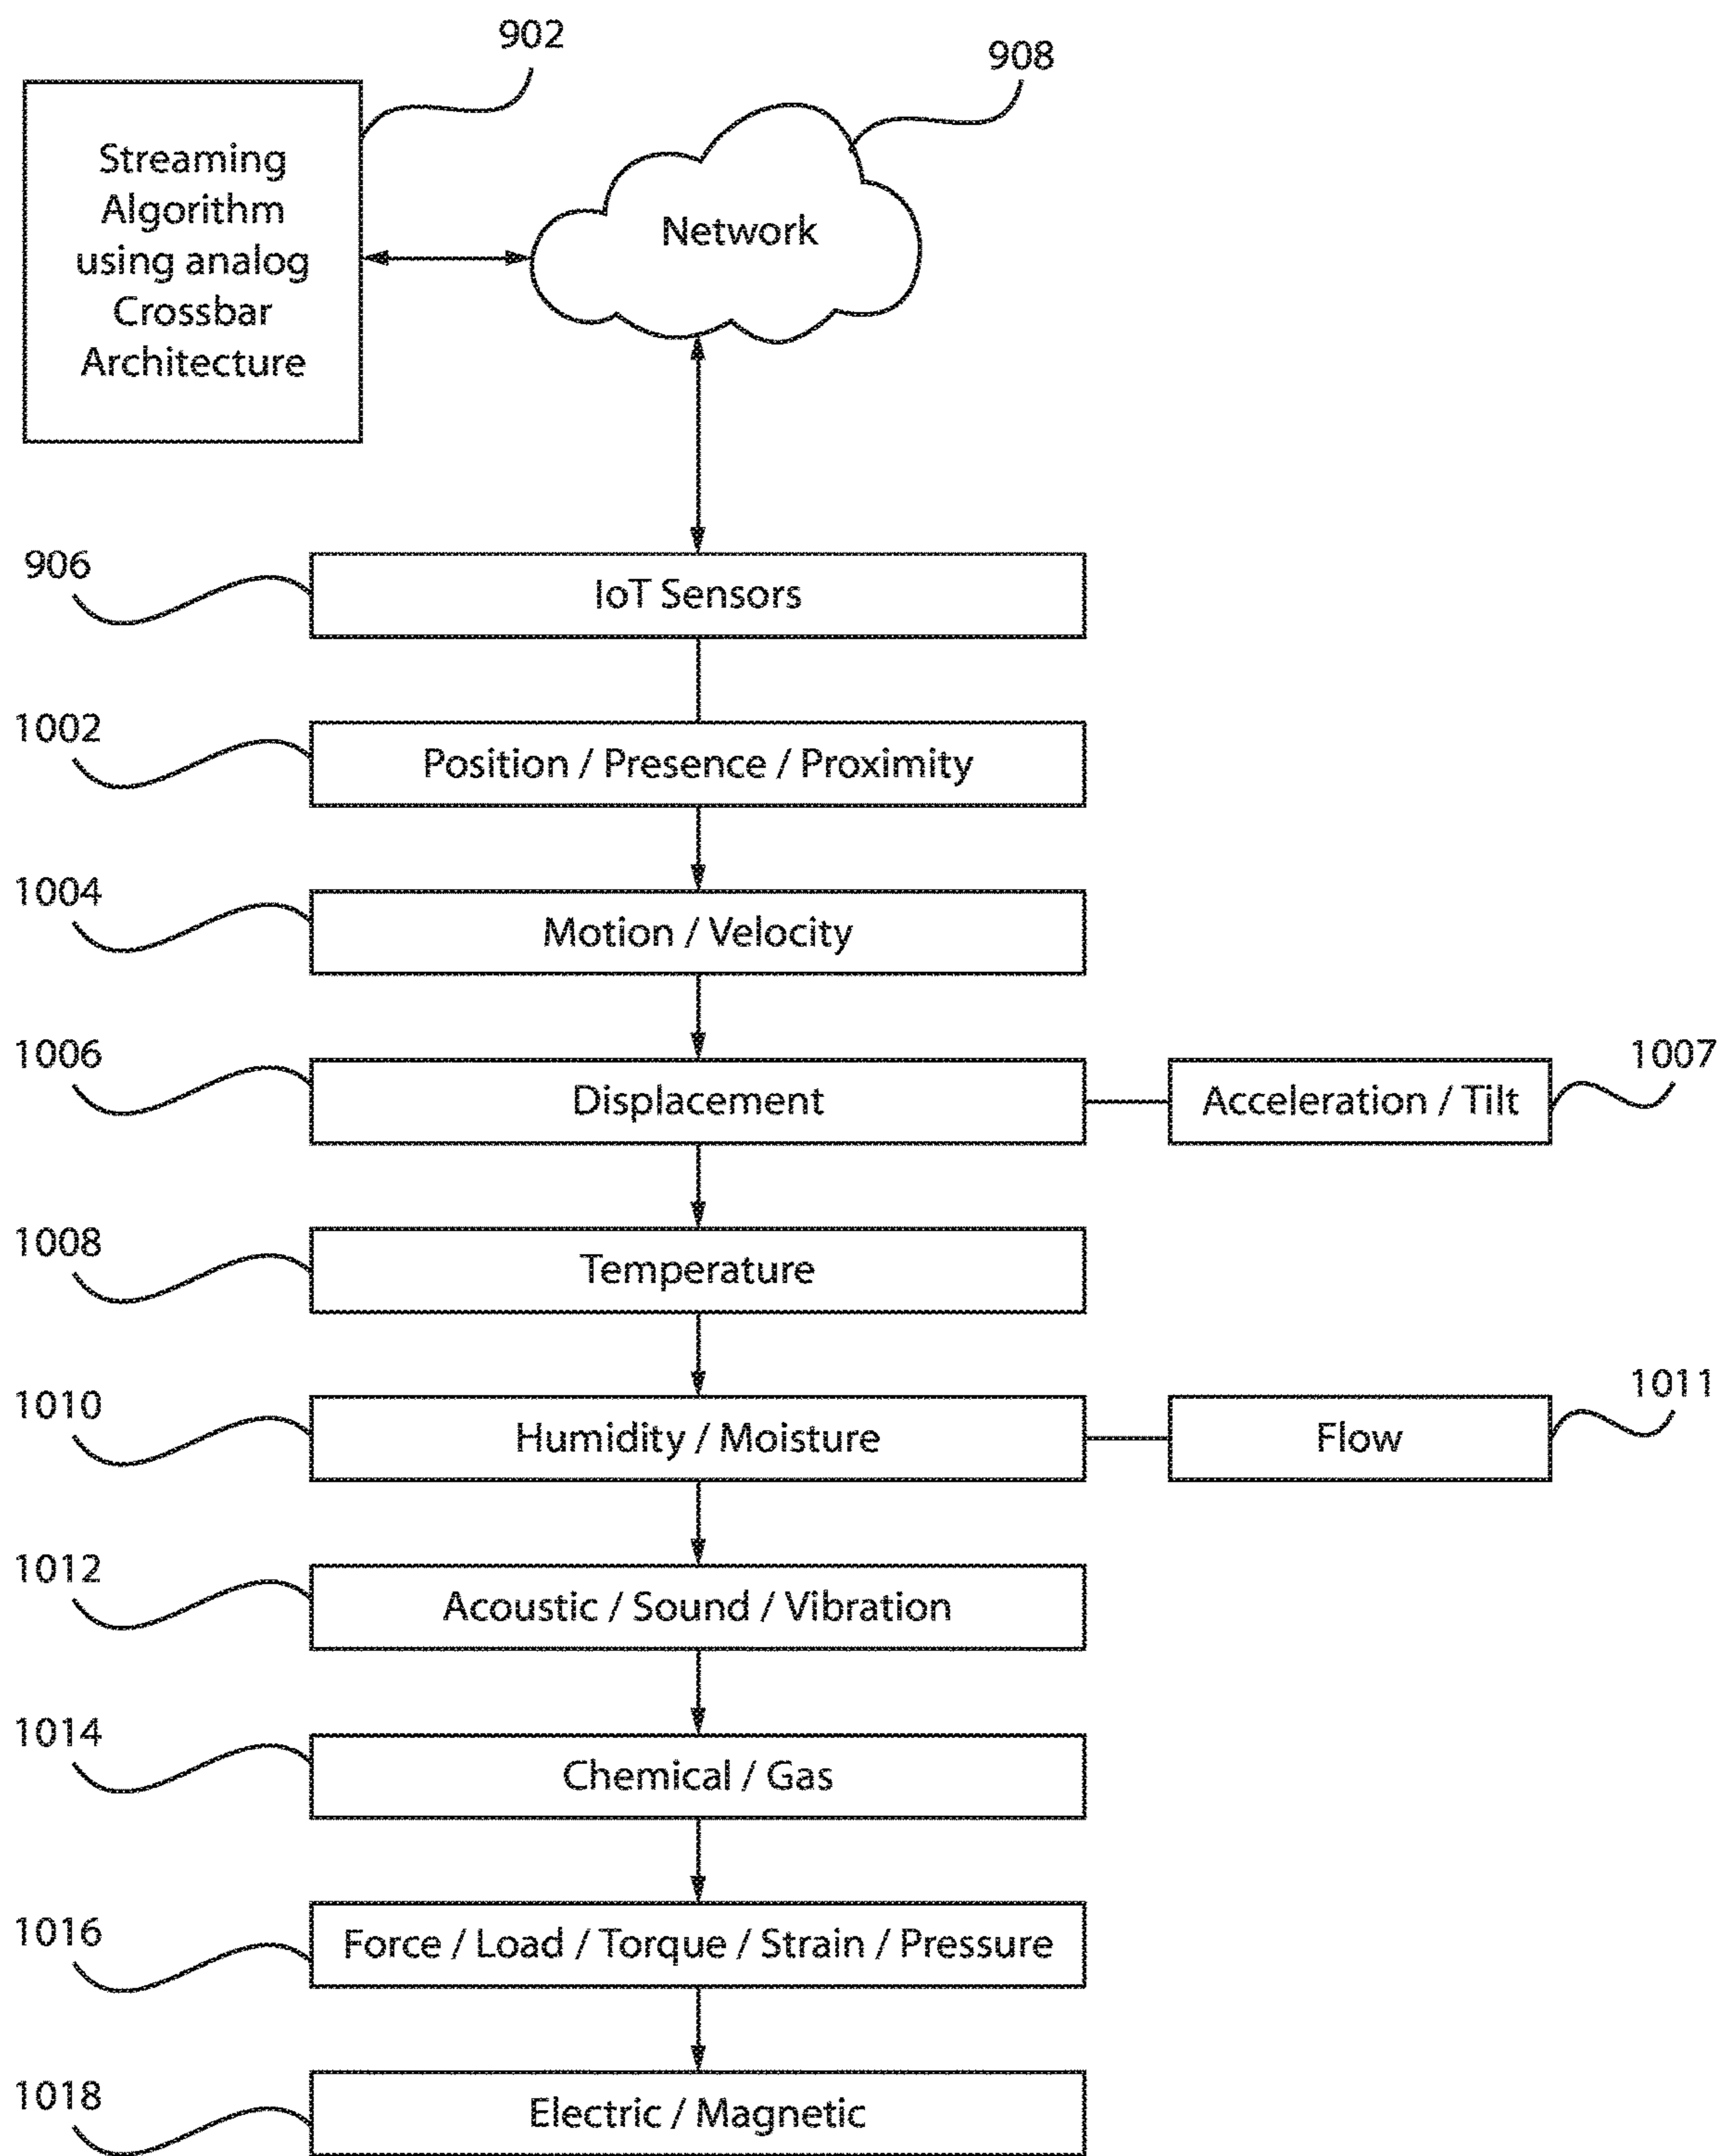 902
908
Streaming
Algorithm
using analog
Crossbar
Architecture
Network
906
IoT Sensors
1002
Position / Presence / Proximity
1004
Motion / Velocity
1006
Displacement
Acceleration / Tilt
1007
1008
Temperature
1010
Humidity / Moisture
Flow
1011
1012
Acoustic / Sound / Vibration
1014
Chemical / Gas
1016
Force / Load / Torque / Strain / Pressure
1018
Electric / Magnetic